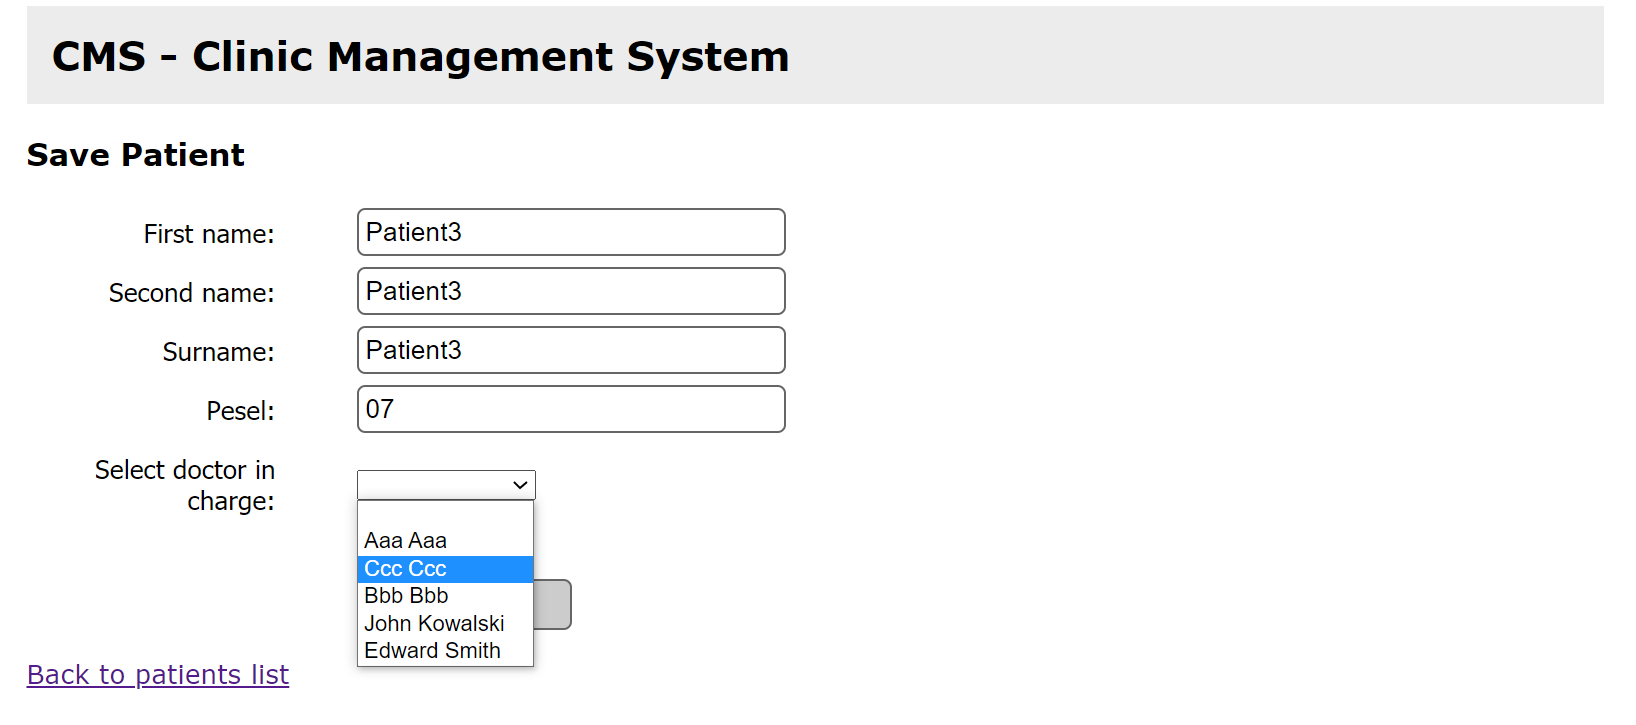 CMS - Clinic Management System
Save Patient
First name: Patient3
Second name: Patient3
Surname: Patient3
Pesel: 07
Select doctor in
charge:
Aaa Aaa
Ccc Ccc
Bbb Bbb
John Kowalski
Edward Smith
Back to patients list